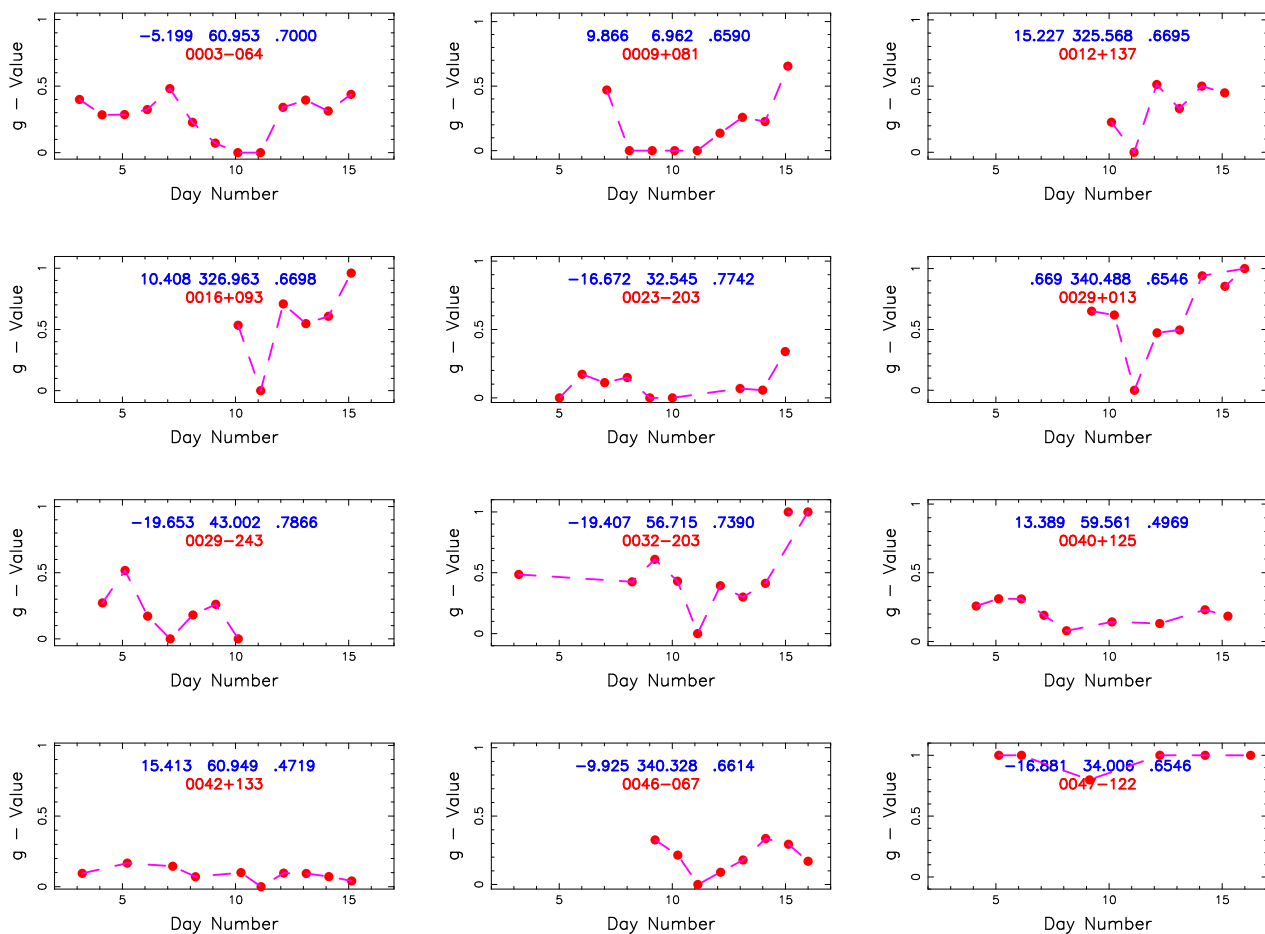 −5.199 60.953 .7000
0003−064
g − Value
0 0.5 1
5 10 15
Day Number
9.866 6.962 .6590
0009+081
g − Value
0 0.5 1
5 10 15
Day Number
15.227 325.568 .6695
0012+137
g − Value
0 0.5 1
5 10 15
Day Number
10.408 326.963 .6698
0016+093
g − Value
0 0.5 1
5 10 15
Day Number
−16.672 32.545 .7742
0023−203
g − Value
0 0.5 1
5 10 15
Day Number
.669 340.488 .6546
0029+013
g − Value
0 0.5 1
5 10 15
Day Number
−19.653 43.002 .7866
0029−243
g − Value
0 0.5 1
5 10 15
Day Number
−19.407 56.715 .7390
0032−203
g − Value
0 0.5 1
5 10 15
Day Number
13.389 59.561 .4969
0040+125
g − Value
0 0.5 1
5 10 15
Day Number
15.413 60.949 .4719
0042+133
g − Value
0 0.5 1
5 10 15
Day Number
−9.925 340.328 .6614
0046−067
g − Value
0 0.5 1
5 10 15
Day Number
−16.881 34.006 .6546
0047−122
g − Value
0 0.5 1
5 10 15
Day Number